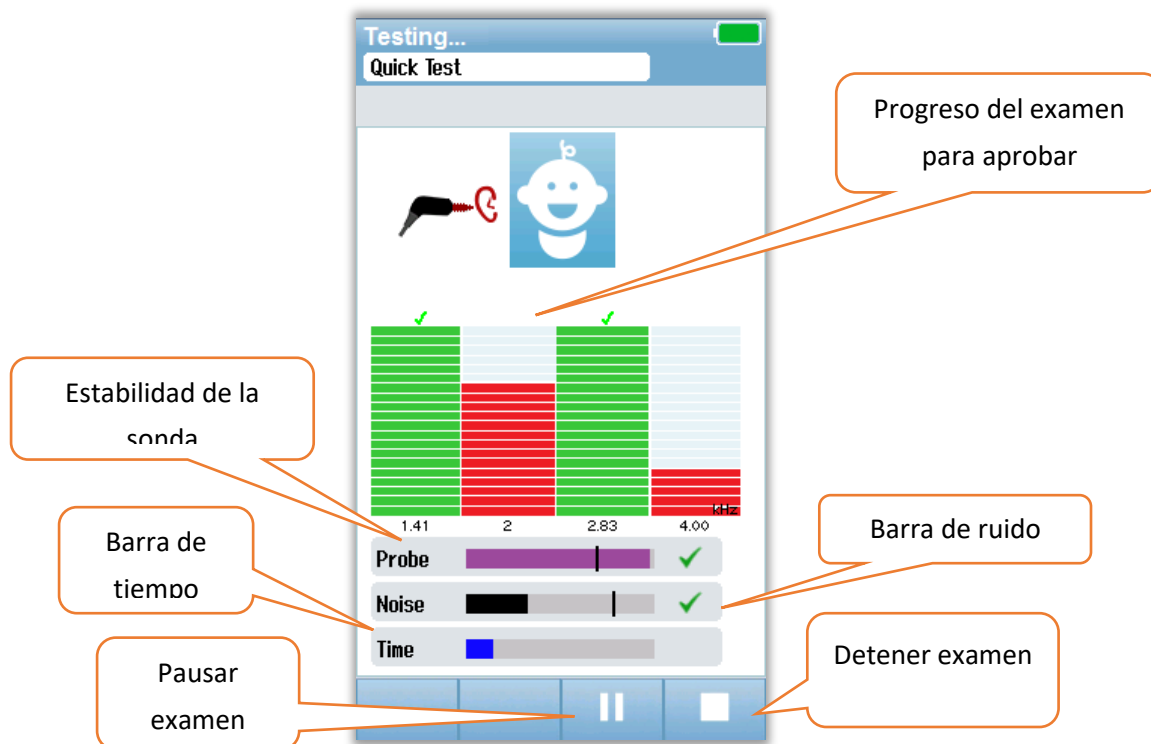 Testing...
Quick Test
Progreso del examen
para aprobar
Estabilidad de la
sonda
kHz
1.41 2 2.83 4.00
Barra de
tiempo
Probe
Barra de ruido
Noise
Time
Pausar
examen
Detener examen